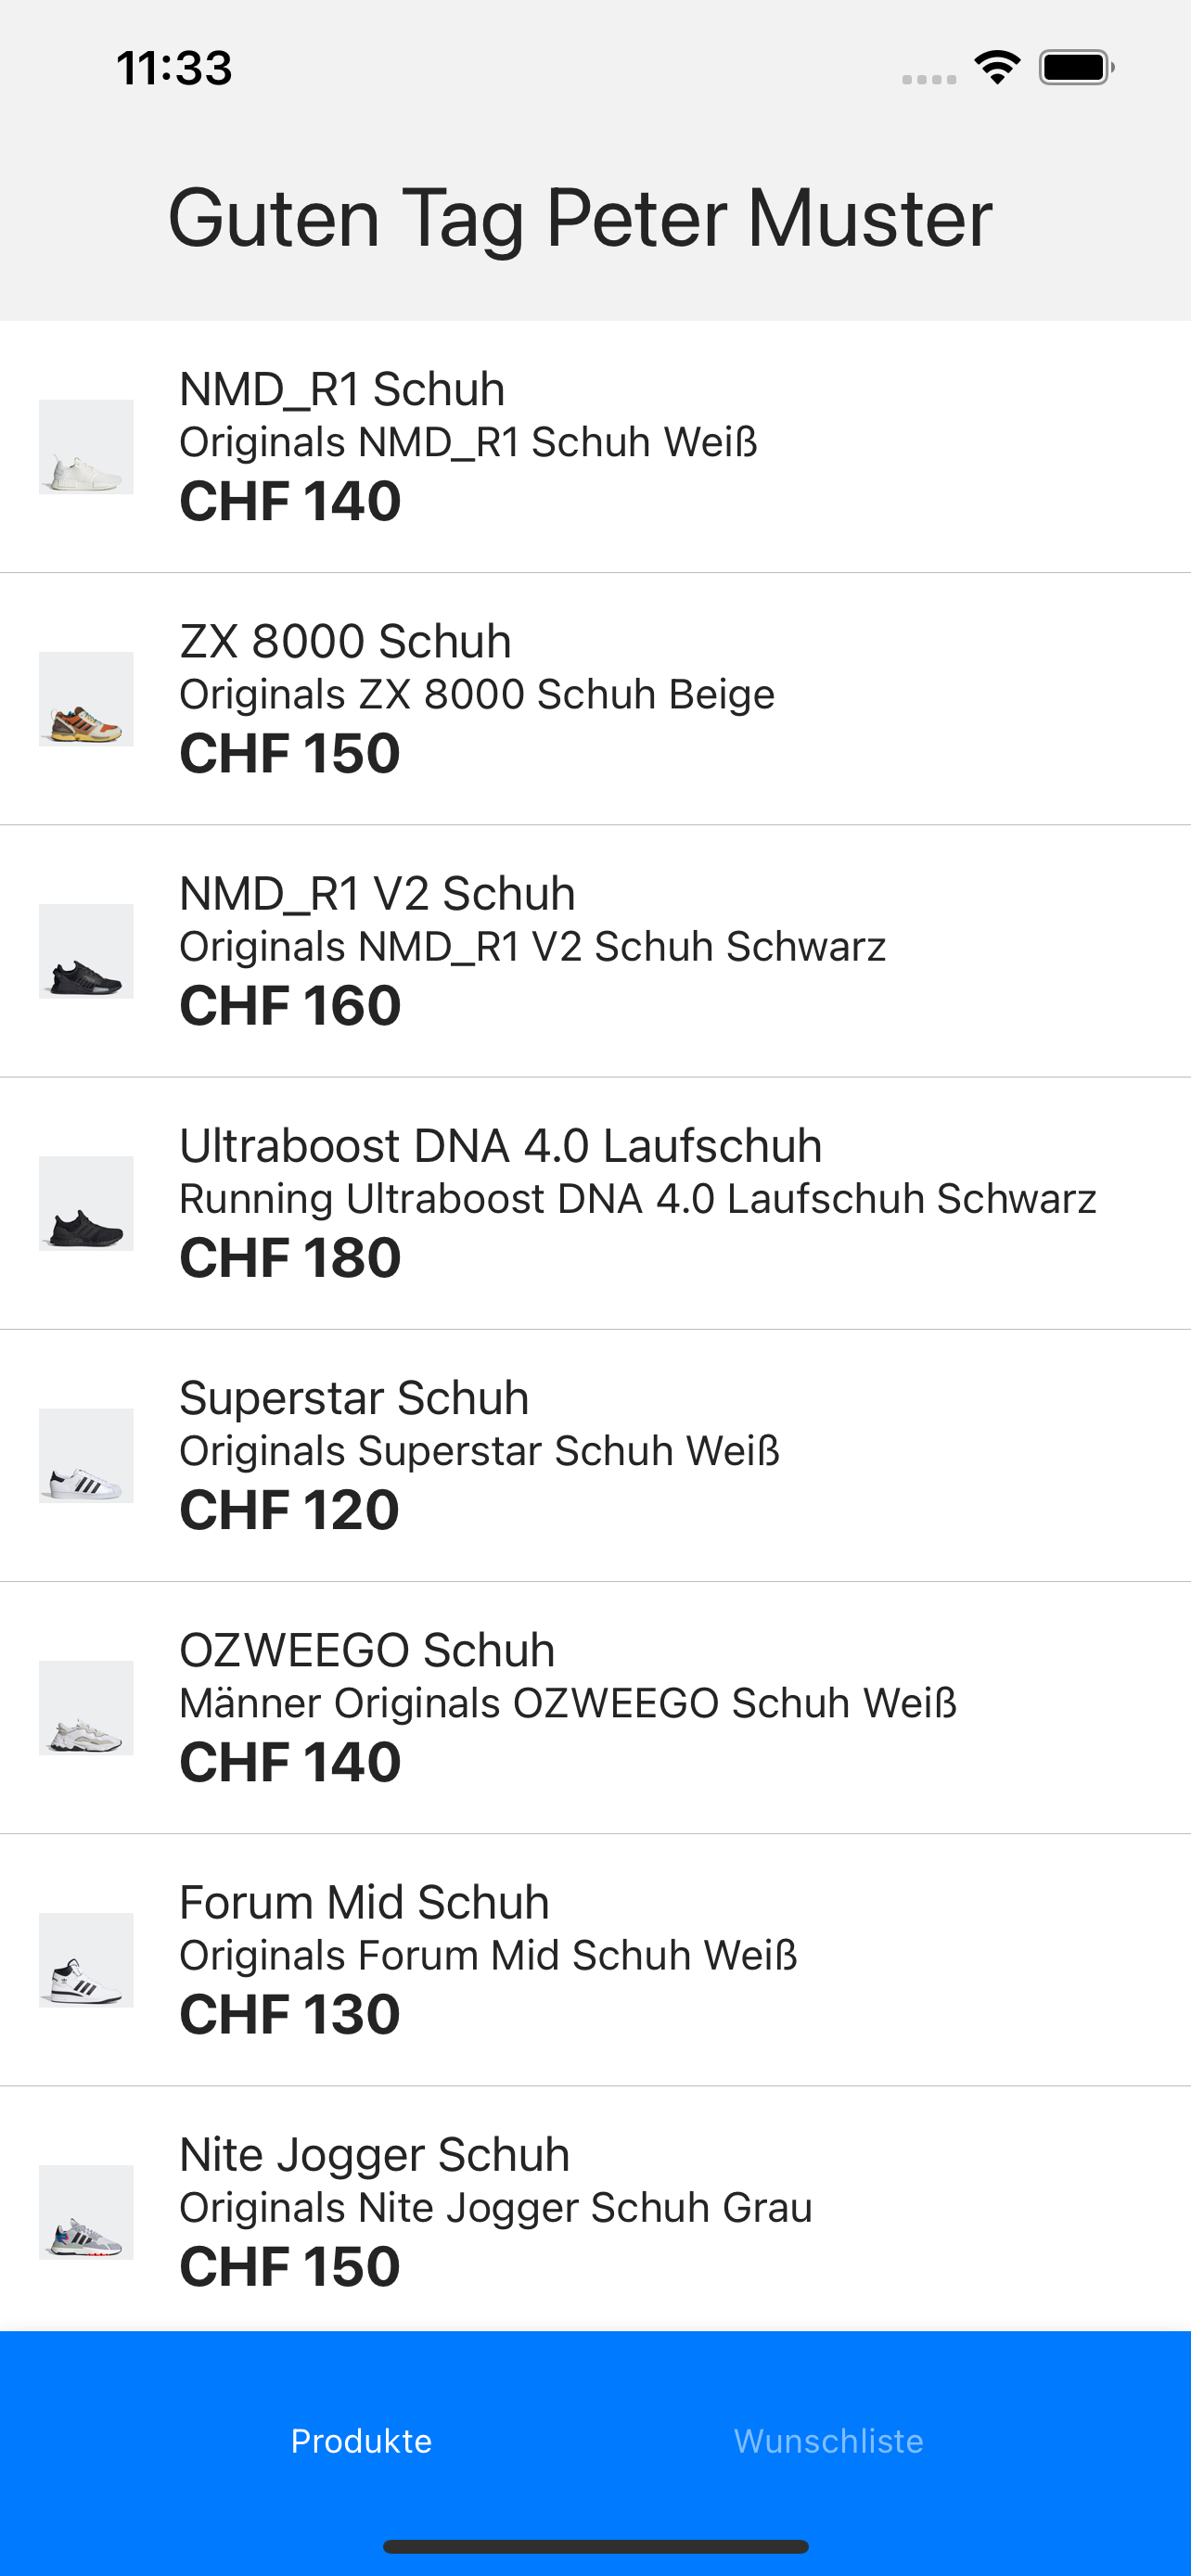 11:33
Guten Tag Peter Muster
NMD_R1 Schuh
Originals NMD_R1 Schuh Weiß
CHF 140
ZX 8000 Schuh
Originals ZX 8000 Schuh Beige
CHF 150
NMD_R1 V2 Schuh
Originals NMD_R1 V2 Schuh Schwarz
CHF 160
Ultraboost DNA 4.0 Laufschuh
Running Ultraboost DNA 4.0 Laufschuh Schwarz
CHF 180
Superstar Schuh
Originals Superstar Schuh Weiß
CHF 120
OZWEEGO Schuh
Männer Originals OZWEEGO Schuh Weiß
CHF 140
Forum Mid Schuh
Originals Forum Mid Schuh Weiß
CHF 130
Nite Jogger Schuh
Originals Nite Jogger Schuh Grau
CHF 150
Produkte
Wunschliste